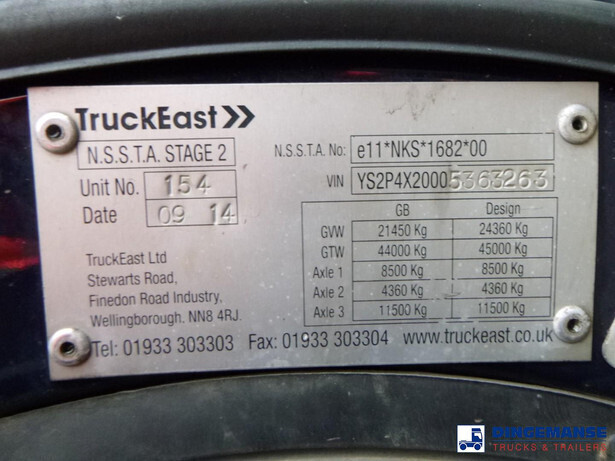 TruckEast>>
N.S.S.T.A. STAGE 2
N.S.S.T.A. No: e11*NKS*1682*00
Unit No. 154
VIN YS2P4X20005363263
Date 09 14
GB Design
GVW 21450 Kg 24360 Kg
GTW 44000 Kg 45000 Kg
Axle 1 8500 Kg 8500 Kg
Axle 2 4360 Kg 4360 Kg
Axle 3 11500 Kg 11500 Kg
TruckEast Ltd
Stewarts Road,
Finedon Road Industry,
Wellingborough. NN8 4RJ.
Tel: 01933 303303 Fax: 01933 303304 www.truckeast.co.uk
DINGEMANSE
TRUCKS & TRAILERS